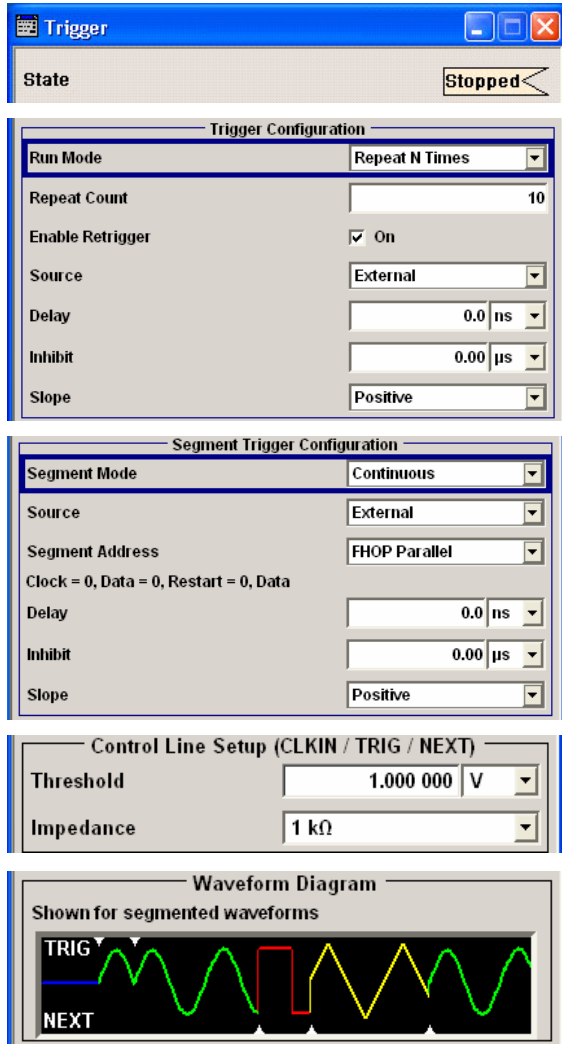 Trigger
State Stopped
Trigger Configuration
Run Mode Repeat N Times
Repeat Count 10
Enable Retrigger On
Source External
Delay 0.0 ns
Inhibit 0.00 µs
Slope Positive
Segment Trigger Configuration
Segment Mode Continuous
Source External
Segment Address FHOP Parallel
Clock = 0, Data = 0, Restart = 0, Data
Delay 0.0 ns
Inhibit 0.00 µs
Slope Positive
Control Line Setup (CLKIN / TRIG / NEXT)
Threshold 1.000 000 V
Impedance 1 kΩ
Waveform Diagram
Shown for segmented waveforms
TRIG
NEXT